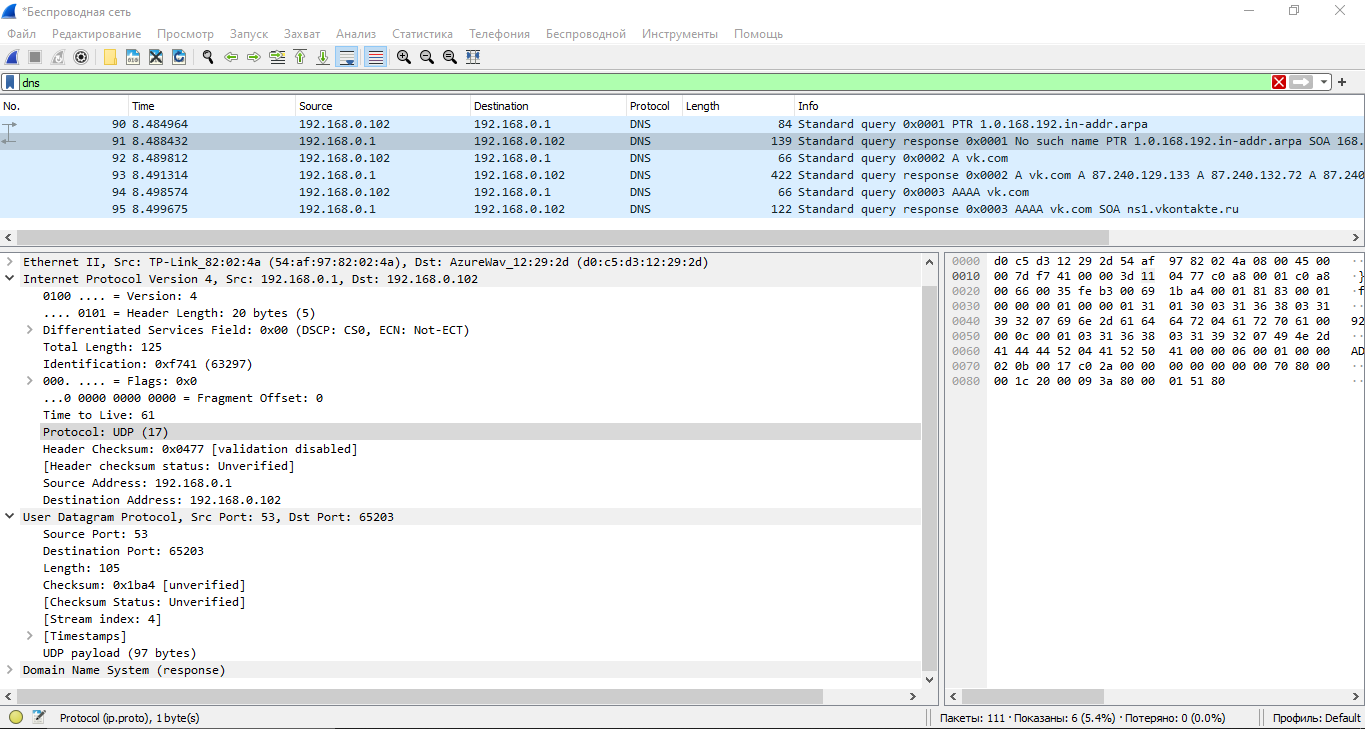 *Беспроводная сеть
Файл Редактирование Просмотр Запуск Захват Анализ Статистика Телефония Беспроводной Инструменты Помощь
dns
No. Time Source Destination Protocol Length Info
90 8.484964 192.168.0.102 192.168.0.1 DNS 84 Standard query 0x0001 PTR 1.0.168.192.in-addr.arpa
91 8.488432 192.168.0.1 192.168.0.102 DNS 139 Standard query response 0x0001 No such name PTR 1.0.168.192.in-addr.arpa SOA 168.
92 8.489812 192.168.0.102 192.168.0.1 DNS 66 Standard query 0x0002 A vk.com
93 8.491314 192.168.0.1 192.168.0.102 DNS 422 Standard query response 0x0002 A vk.com A 87.240.129.133 A 87.240.132.72 A 87.240
94 8.498574 192.168.0.102 192.168.0.1 DNS 66 Standard query 0x0003 AAAA vk.com
95 8.499675 192.168.0.1 192.168.0.102 DNS 122 Standard query response 0x0003 AAAA vk.com SOA ns1.vkontakte.ru
Ethernet II, Src: TP-Link_82:02:4a (54:af:97:82:02:4a), Dst: AzureWav_12:29:2d (d0:c5:d3:12:29:2d)
Internet Protocol Version 4, Src: 192.168.0.1, Dst: 192.168.0.102
0100 .... = Version: 4
.... 0101 = Header Length: 20 bytes (5)
Differentiated Services Field: 0x00 (DSCP: CS0, ECN: Not-ECT)
Total Length: 125
Identification: 0xf741 (63297)
000. .... = Flags: 0x0
...0 0000 0000 0000 = Fragment Offset: 0
Time to Live: 61
Protocol: UDP (17)
Header Checksum: 0x0477 [validation disabled]
[Header checksum status: Unverified]
Source Address: 192.168.0.1
Destination Address: 192.168.0.102
User Datagram Protocol, Src Port: 53, Dst Port: 65203
Source Port: 53
Destination Port: 65203
Length: 105
Checksum: 0x1ba4 [unverified]
[Checksum Status: Unverified]
[Stream index: 4]
[Timestamps]
UDP payload (97 bytes)
Domain Name System (response)
0000 d0 c5 d3 12 29 2d 54 af 97 82 02 4a 08 00 45 00 ··
0010 00 7d f7 41 00 00 3d 11 04 77 c0 a8 00 01 c0 a8 ·}
0020 00 66 00 35 fe b3 00 69 1b a4 00 01 81 83 00 01 ·f
0030 00 00 00 01 00 00 01 31 01 30 03 31 36 38 03 31 ··
0040 39 32 07 69 6e 2d 61 64 64 72 04 61 72 70 61 00 92
0050 00 0c 00 01 03 31 36 38 03 31 39 32 07 49 4e 2d ··
0060 41 44 44 52 04 41 52 50 41 00 00 06 00 01 00 00 AD
0070 02 0b 00 17 c0 2a 00 00 00 00 00 00 00 70 80 00 ··
0080 00 1c 20 00 09 3a 80 00 01 51 80 ··
Protocol (ip.proto), 1 byte(s)
Пакеты: 111 · Показаны: 6 (5.4%) · Потеряно: 0 (0.0%)
Профиль: Default